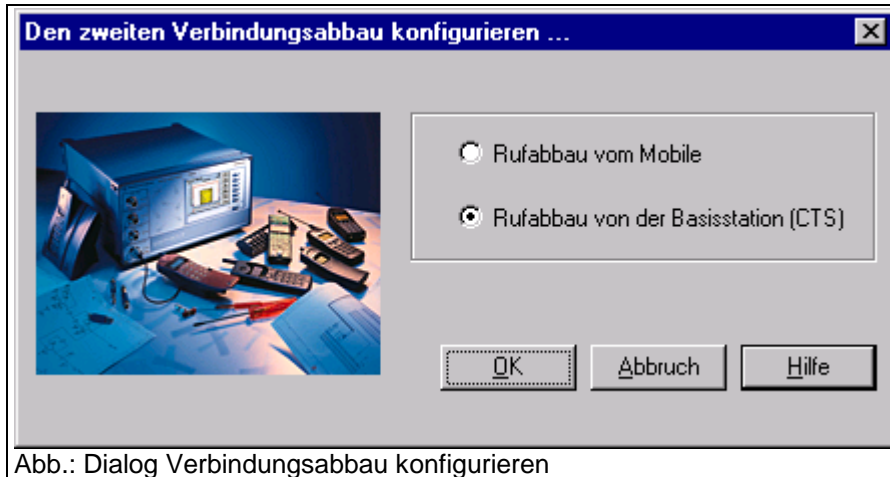 Den zweiten Verbindungsabbau konfigurieren ...
Rufabbau vom Mobile
Rufabbau von der Basisstation (CTS)
OK
Abbruch
Hilfe
Abb.: Dialog Verbindungsabbau konfigurieren